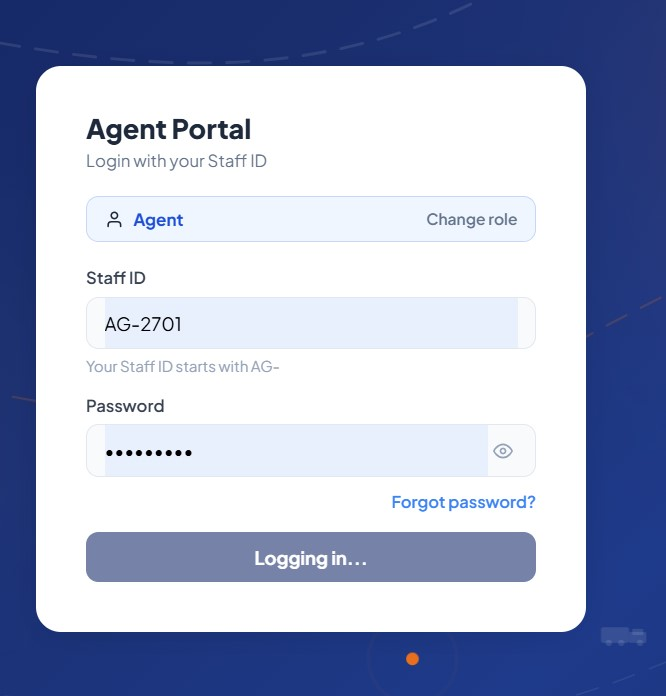 Agent Portal
Login with your Staff ID
Agent Change role
Staff ID
AG-2701
Your Staff ID starts with AG-
Password
•••••••••
Forgot password?
Logging in...